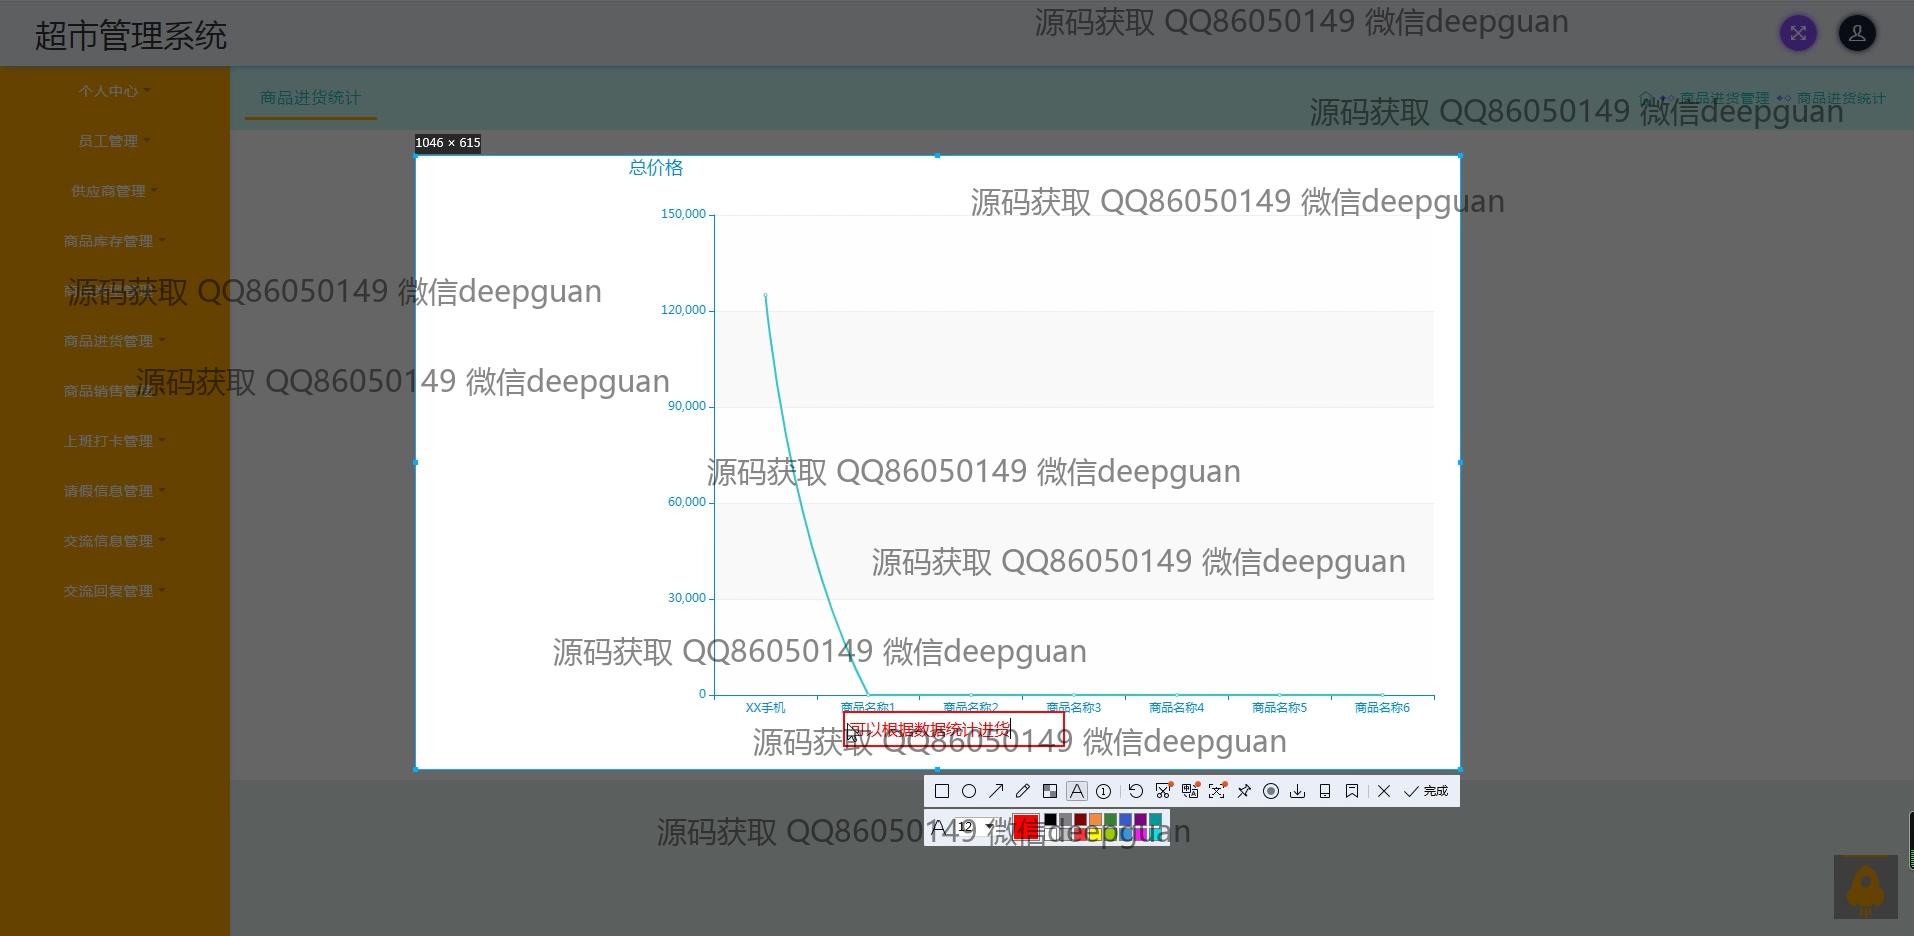 超市管理系统
源码获取 QQ86050149 微信deepguan
个人中心
商品进货统计
商品进货管理 商品进货统计
源码获取 QQ86050149 微信deepguan
员工管理
1046 × 615
总价格
供应商管理
源码获取 QQ86050149 微信deepguan
150,000
商品库存管理
源码获取 QQ86050149 微信deepguan
120,000
商品进货管理
源码获取 QQ86050149 微信deepguan
商品销售管理
90,000
上班打卡管理
源码获取 QQ86050149 微信deepguan
请假信息管理
60,000
交流信息管理
源码获取 QQ86050149 微信deepguan
交流回复管理
30,000
源码获取 QQ86050149 微信deepguan
0
XX手机 商品名称1 商品名称2 商品名称3 商品名称4 商品名称5 商品名称6
可以根据数据统计进货
源码获取 QQ86050149 微信deepguan
完成
12
源码获取 QQ86050149 微信deepguan